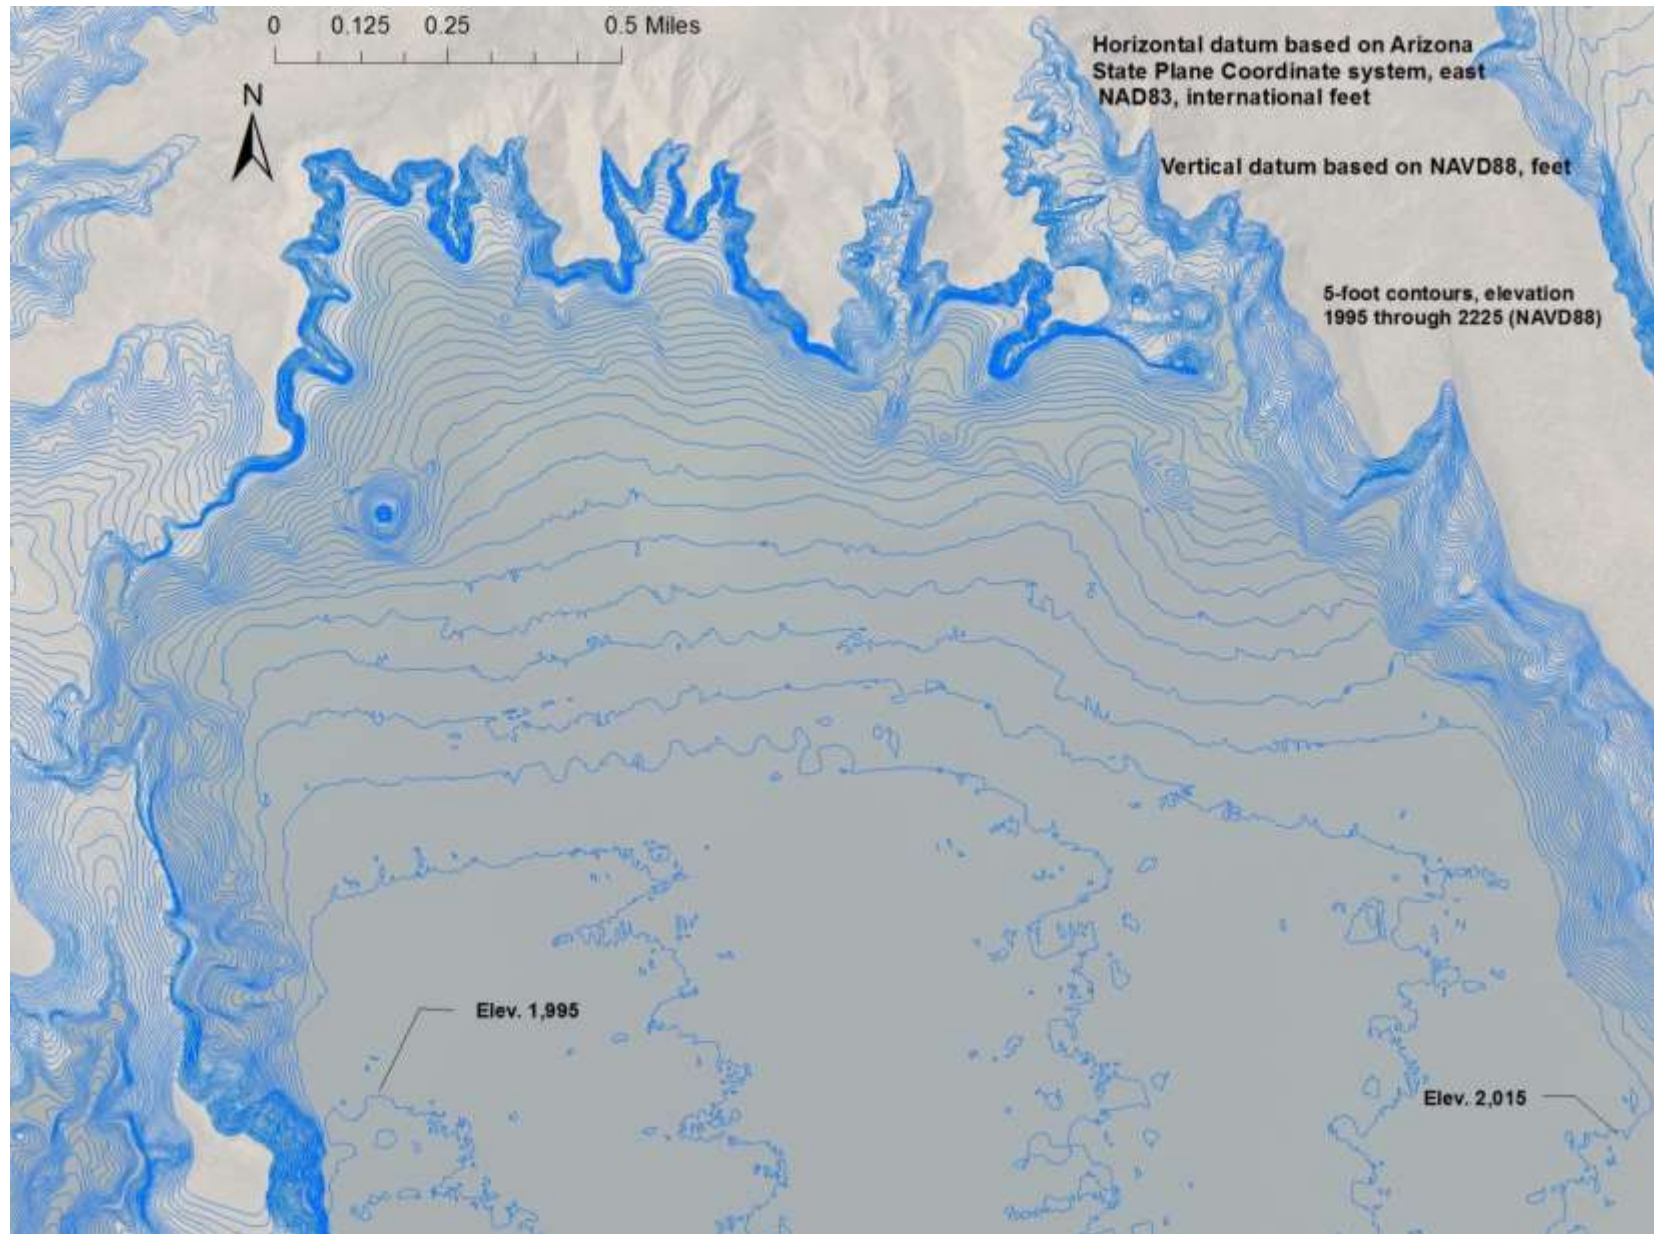 0 0.125 0.25 0.5 Miles
N
Horizontal datum based on Arizona
State Plane Coordinate system, east
NAD83, international feet
Vertical datum based on NAVD88, feet
5-foot contours, elevation
1995 through 2225 (NAVD88)
Elev. 1,995
Elev. 2,015